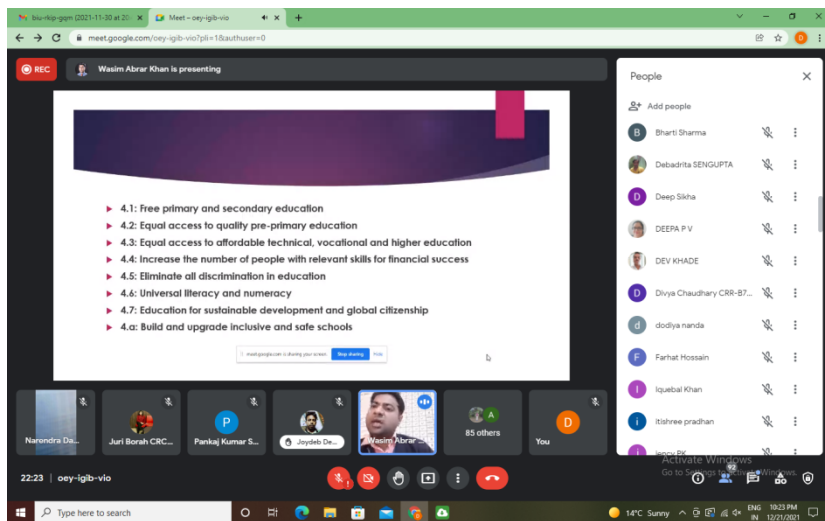 biu-rkip-gqm (2021-11-30 at 20
Meet – oey-igib-vio
meet.google.com/oey-igib-vio?pli=1&authuser=0
REC
Wasim Abrar Khan is presenting
4.1: Free primary and secondary education
4.2: Equal access to quality pre-primary education
4.3: Equal access to affordable technical, vocational and higher education
4.4: Increase the number of people with relevant skills for financial success
4.5: Eliminate all discrimination in education
4.6: Universal literacy and numeracy
4.7: Education for sustainable development and global citizenship
4.a: Build and upgrade inclusive and safe schools
meet.google.com is sharing your screen. Stop sharing Hide
People
Add people
B Bharti Sharma
Debadrita SENGUPTA
D Deep Sikha
DEEPA P V
DEV KHADE
D Divya Chaudhary CRR-B7...
d dodiya nanda
F Farhat Hossain
I Iquebal Khan
i itishree pradhan
Narendra Da...
Juri Borah CRC...
P
Pankaj Kumar S...
Joydeb De...
Wasim Abrar
A
85 others
D
You
Activate Windows
Go to Settings to activate Windows.
22:23 | oey-igib-vio
92
Type here to search
14°C Sunny
ENG
IN
10:23 PM
12/21/2021